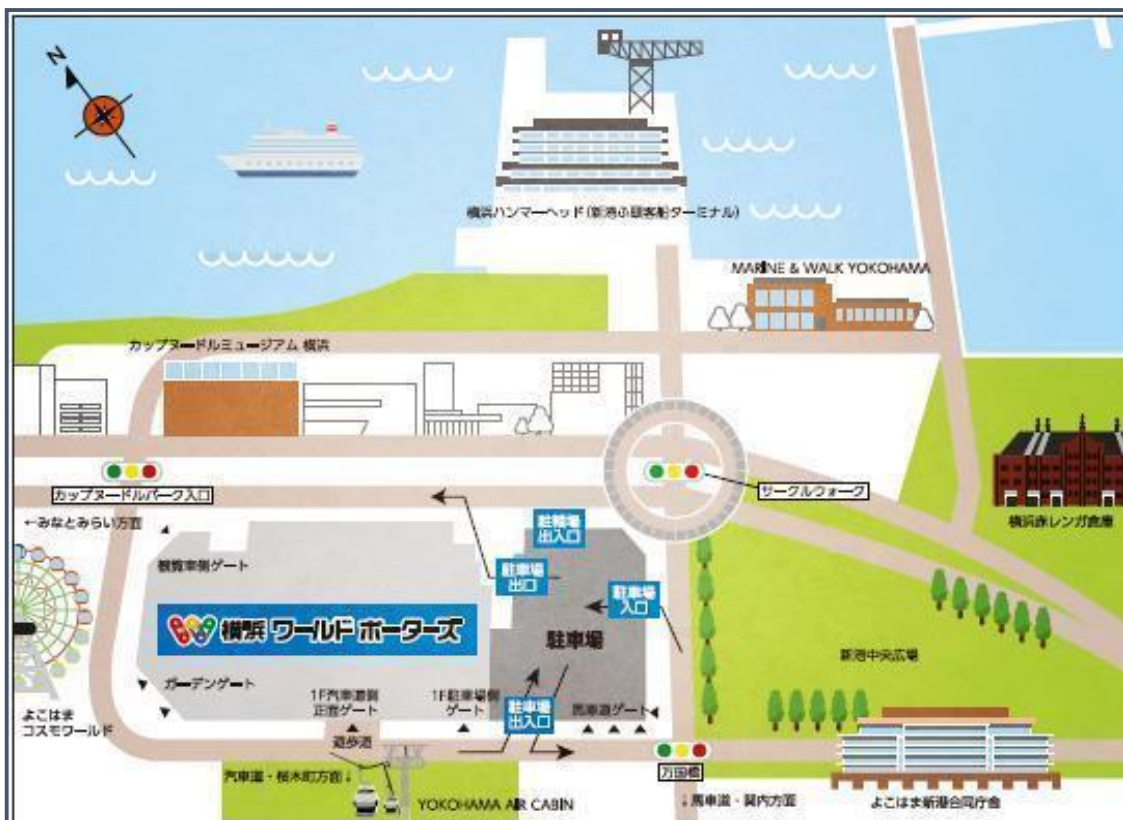 N
横浜ハンマーヘッド(新港ふ頭客船ターミナル)
MARINE & WALK YOKOHAMA
カップヌードルミュージアム 横浜
カップヌードルパーク入口
サークルウォーク
横浜赤レンガ倉庫
←みなとみらい方面
駐輪場
出入口
観覧車側ゲート
駐車場
出口
駐車場
入口
横浜 ワールド ポーターズ
駐車場
新港中央広場
ガーデンゲート
1F汽車道側
正面ゲート
1F駐車場側
ゲート
駐車場
出入口
馬車道ゲート
よこはま
コスモワールド
遊歩道
万国橋
汽車道・桜木町方面↓
YOKOHAMA AIR CABIN
↓馬車道・関内方面
よこはま新港合同庁舎